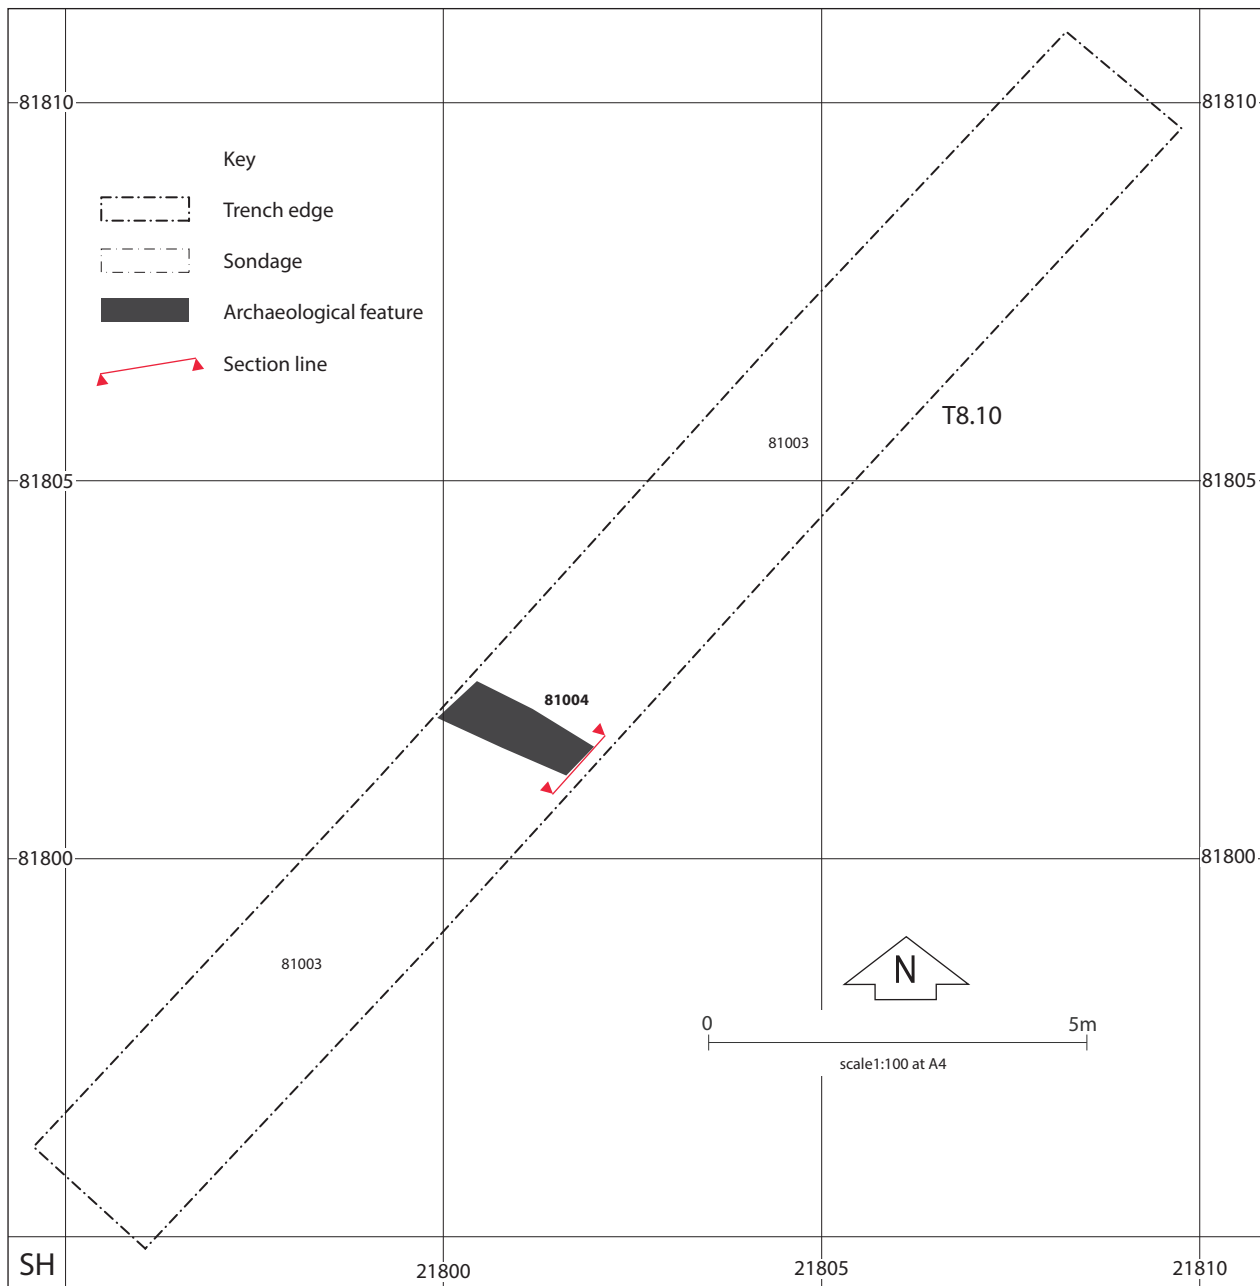 81810
81810
Key
Trench edge
Sondage
Archaeological feature
Section line
T8.10
81003
81805
81805
81004
81800
81800
81003
N
0
5m
scale1:100 at A4
SH
21800
21805
21810